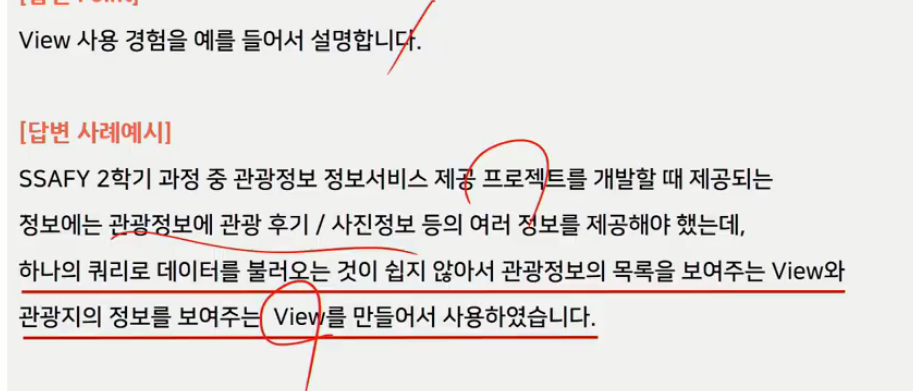 [답변 Point]
View 사용 경험을 예를 들어서 설명합니다.
[답변 사례예시]
SSAFY 2학기 과정 중 관광정보 정보서비스 제공 프로젝트를 개발할 때 제공되는
정보에는 관광정보에 관광 후기 / 사진정보 등의 여러 정보를 제공해야 했는데,
하나의 쿼리로 데이터를 불러오는 것이 쉽지 않아서 관광정보의 목록을 보여주는 View와
관광지의 정보를 보여주는 View를 만들어서 사용하였습니다.